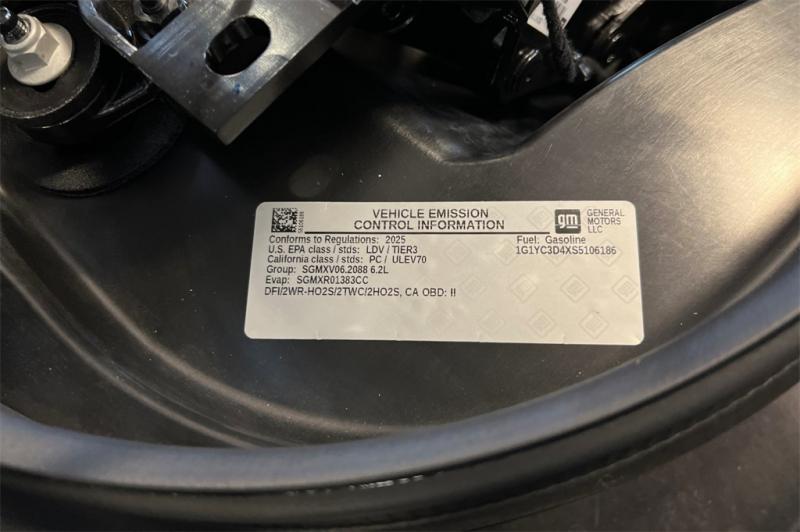 VEHICLE EMISSION
CONTROL INFORMATION
gm GENERAL
MOTORS
LLC
Conforms to Regulations: 2025
Fuel: Gasoline
U.S. EPA class / stds: LDV / TIER3
1G1YC3D4XS5106186
California class / stds: PC / ULEV70
Group: SGMXV06.2088 6.2L
Evap: SGMXR01383CC
DFI/2WR-HO2S/2TWC/2HO2S, CA OBD: II